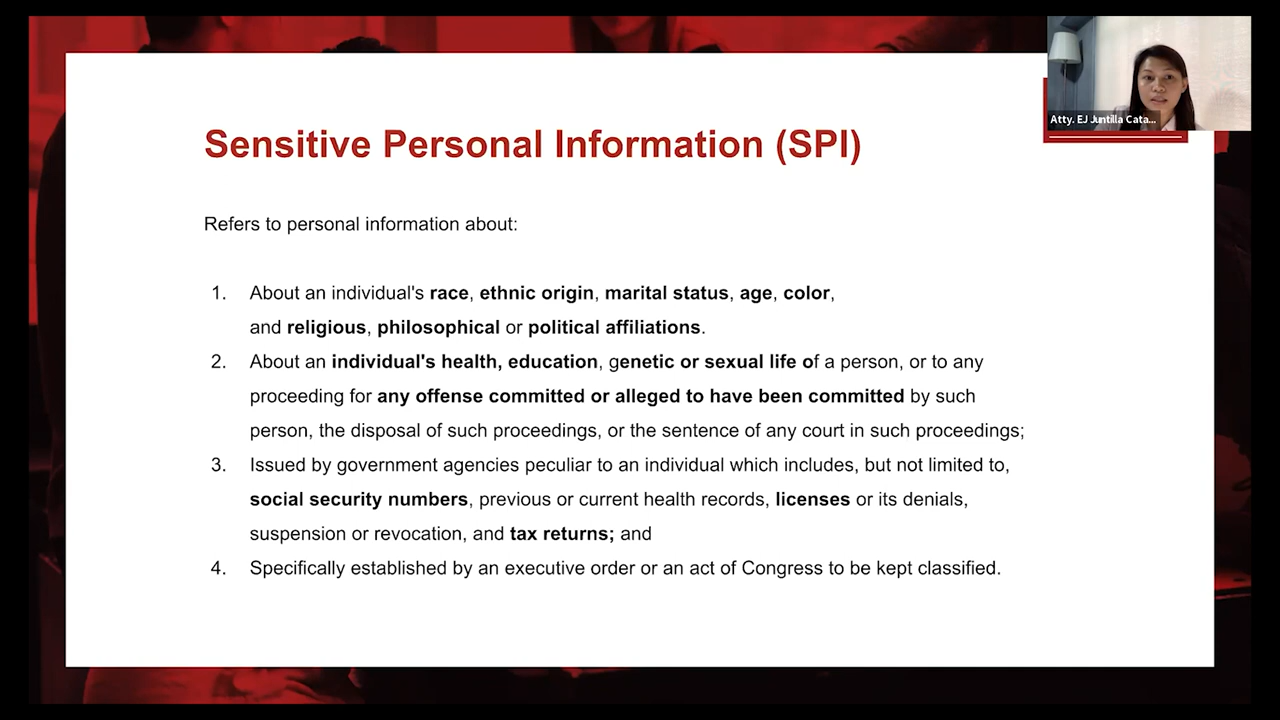 Sensitive Personal Information (SPI)
Atty. EJ Juntilla Cata...
Refers to personal information about:
1. About an individual's race, ethnic origin, marital status, age, color,
and religious, philosophical or political affiliations.
2. About an individual's health, education, genetic or sexual life of a person, or to any
proceeding for any offense committed or alleged to have been committed by such
person, the disposal of such proceedings, or the sentence of any court in such proceedings;
3. Issued by government agencies peculiar to an individual which includes, but not limited to,
social security numbers, previous or current health records, licenses or its denials,
suspension or revocation, and tax returns; and
4. Specifically established by an executive order or an act of Congress to be kept classified.